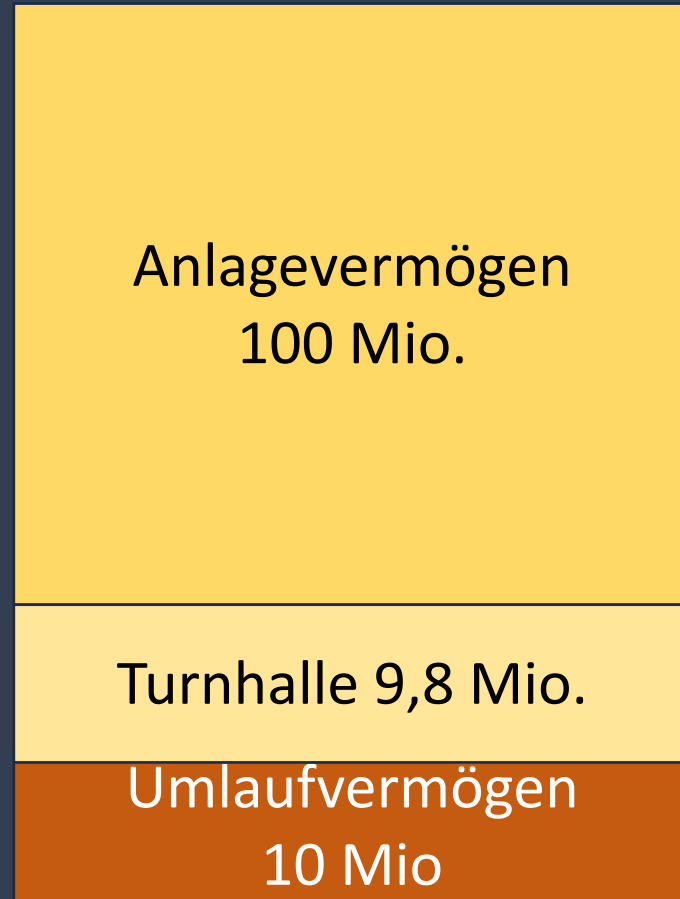 Anlagevermögen
100 Mio.
Turnhalle 9,8 Mio.
Umlaufvermögen
10 Mio